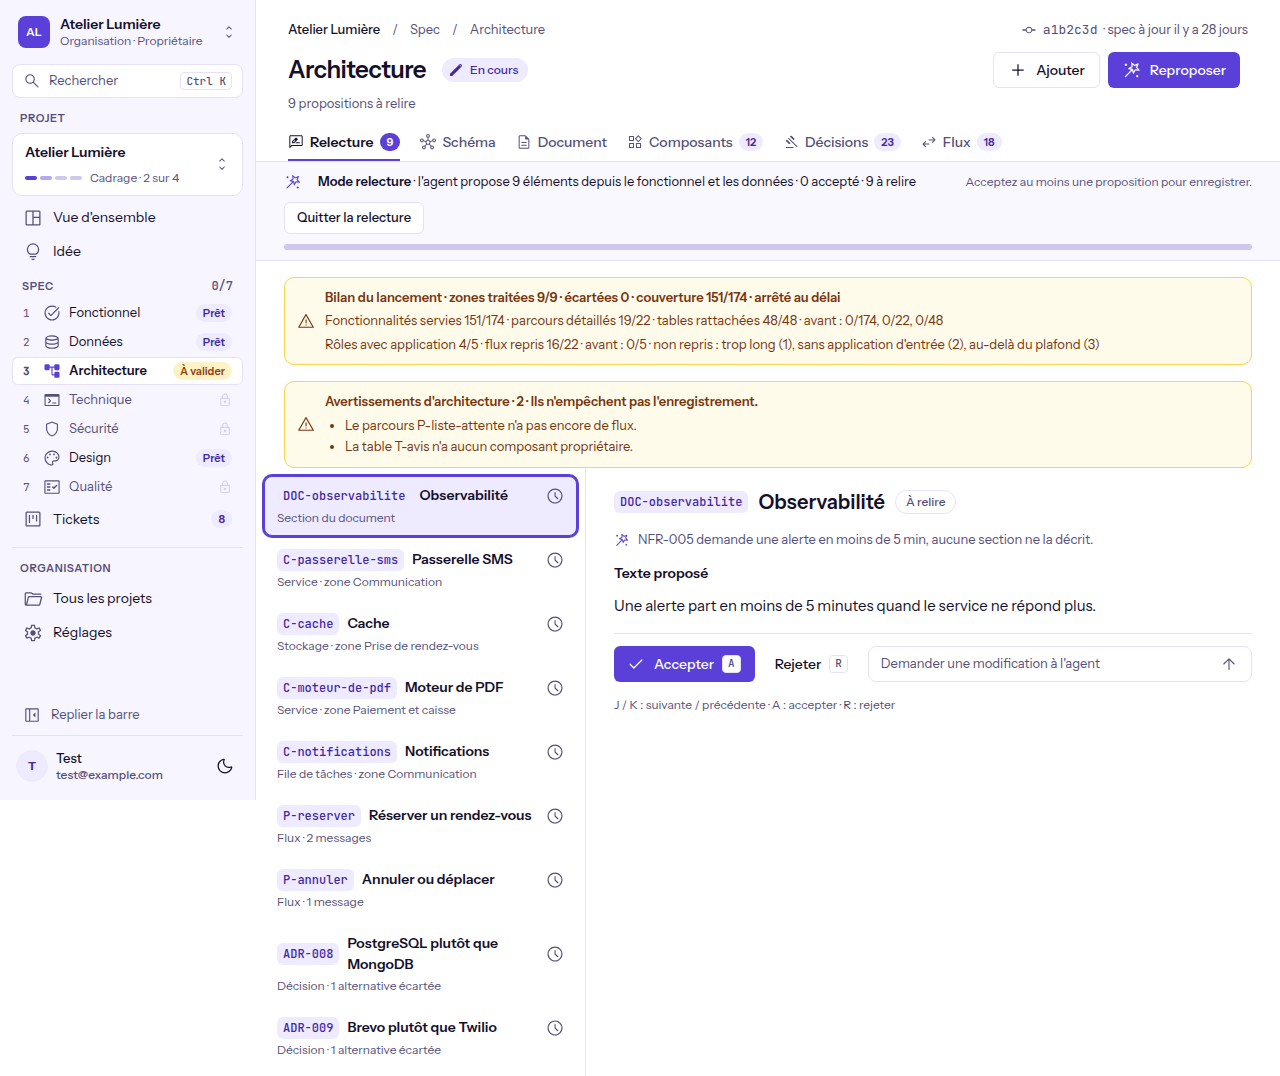 AL
Atelier Lumière
Organisation · Propriétaire
Rechercher
Ctrl K
PROJET
Atelier Lumière
Cadrage · 2 sur 4
Vue d'ensemble
Idée
SPEC 0/7
1 Fonctionnel Prêt
2 Données Prêt
3 Architecture À valider
4 Technique
5 Sécurité
6 Design Prêt
7 Qualité
Tickets 8
ORGANISATION
Tous les projets
Réglages
Replier la barre
T
Test
test@example.com
Atelier Lumière / Spec / Architecture
a1b2c3d · spec à jour il y a 28 jours
Architecture
En cours
Ajouter
Reproposer
9 propositions à relire
Relecture 9
Schéma
Document
Composants 12
Décisions 23
Flux 18
Mode relecture · l'agent propose 9 éléments depuis le fonctionnel et les données · 0 accepté · 9 à relire
Acceptez au moins une proposition pour enregistrer.
Quitter la relecture
Bilan du lancement · zones traitées 9/9 · écartées 0 · couverture 151/174 · arrêté au délai
Fonctionnalités servies 151/174 · parcours détaillés 19/22 · tables rattachées 48/48 · avant : 0/174, 0/22, 0/48
Rôles avec application 4/5 · flux repris 16/22 · avant : 0/5 · non repris : trop long (1), sans application d'entrée (2), au-delà du plafond (3)
Avertissements d'architecture · 2 · Ils n'empêchent pas l'enregistrement.
• Le parcours P-liste-attente n'a pas encore de flux.
• La table T-avis n'a aucun composant propriétaire.
DOC-observabilite Observabilité
Section du document
C-passerelle-sms Passerelle SMS
Service · zone Communication
C-cache Cache
Stockage · zone Prise de rendez-vous
C-moteur-de-pdf Moteur de PDF
Service · zone Paiement et caisse
C-notifications Notifications
File de tâches · zone Communication
P-reserver Réserver un rendez-vous
Flux · 2 messages
P-annuler Annuler ou déplacer
Flux · 1 message
ADR-008 PostgreSQL plutôt que
MongoDB
Décision · 1 alternative écartée
ADR-009 Brevo plutôt que Twilio
Décision · 1 alternative écartée
DOC-observabilite Observabilité À relire
NFR-005 demande une alerte en moins de 5 min, aucune section ne la décrit.
Texte proposé
Une alerte part en moins de 5 minutes quand le service ne répond plus.
Accepter A
Rejeter R
Demander une modification à l'agent
J / K : suivante / précédente · A : accepter · R : rejeter